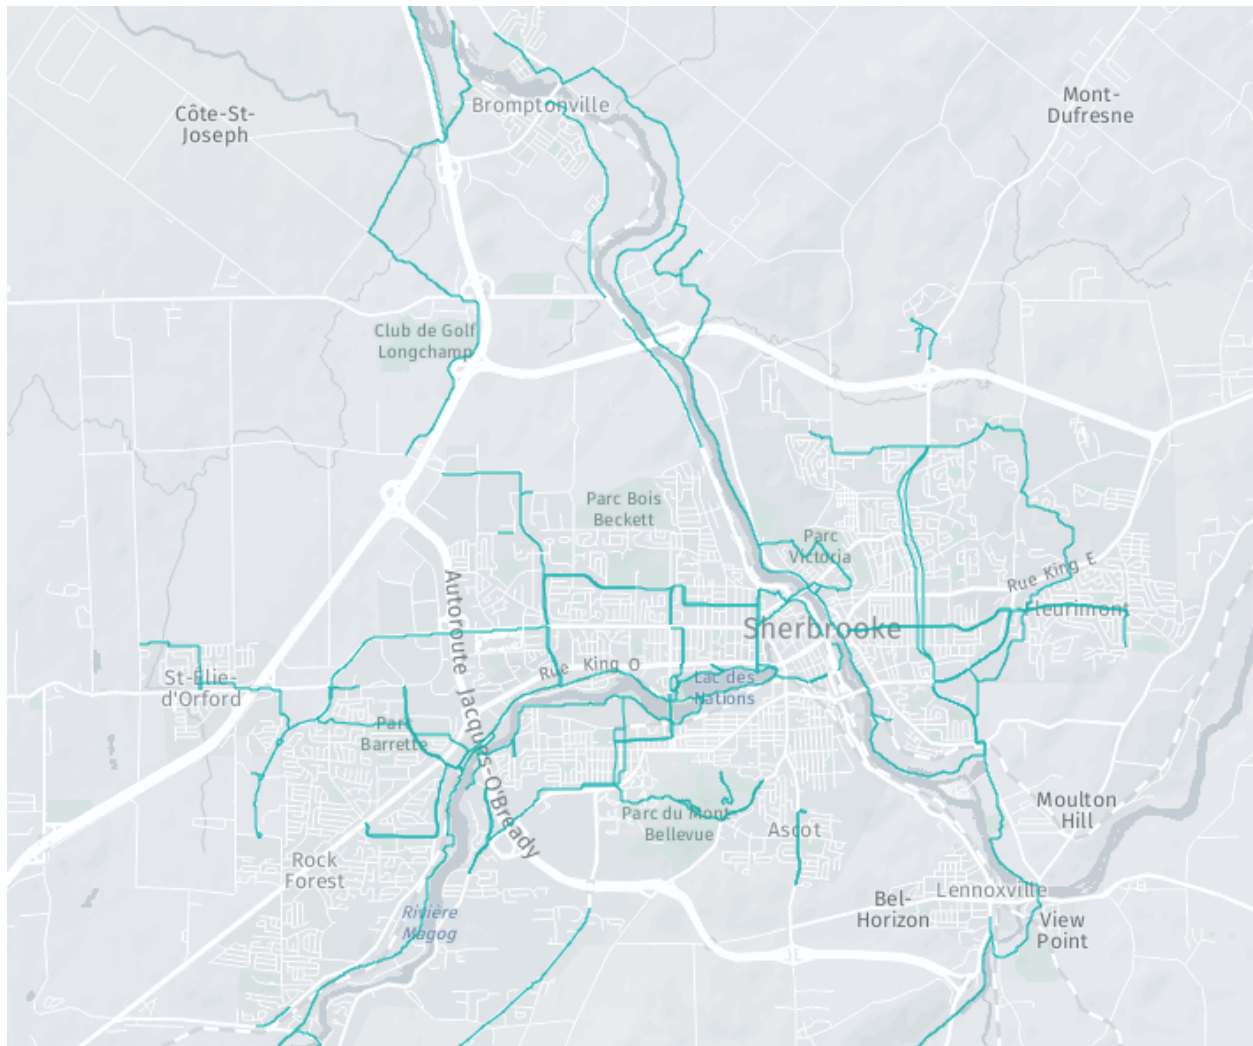 Bromptonville
Mont-
Dufresne
Côte-St-
Joseph
Club de Golf
Longchamp
Parc Bois
Beckett
Parc
Victoria
Rue King E
Fleurimont
Autoroute Jacques-O'Bready
Sherbrooke
Rue King O
St-Élie-
d'Orford
Lac des
Nations
Parc
Barrette
Parc du Mont-
Bellevue
Ascot
Moulton
Hill
Rock
Forest
Bel-
Horizon
Lennoxville
View
Point
Rivière
Magog